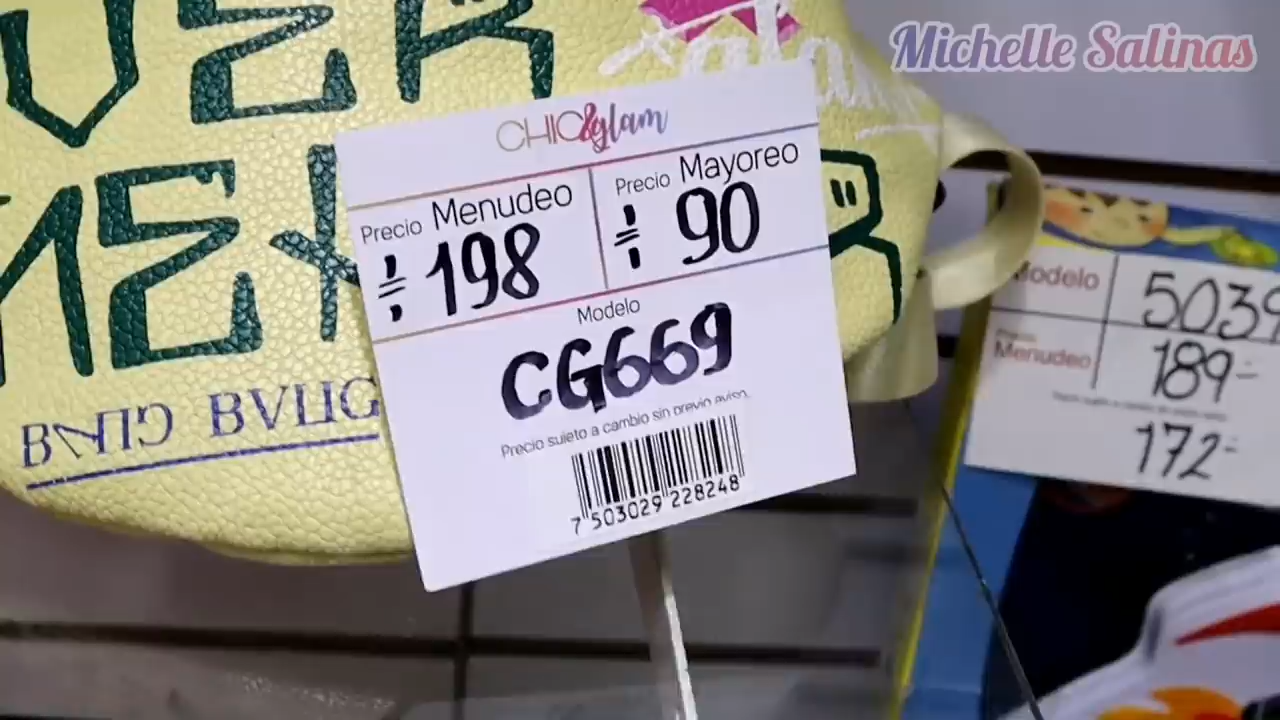 Michelle Salinas
VER
CHIC&glam
Precio Menudeo
÷ 198
Precio Mayoreo
÷ 90
Modelo
CG669
Precio sujeto a cambio sin previo aviso.
7 503029 228248
Modelo 5039
Precio Menudeo 189-
172-